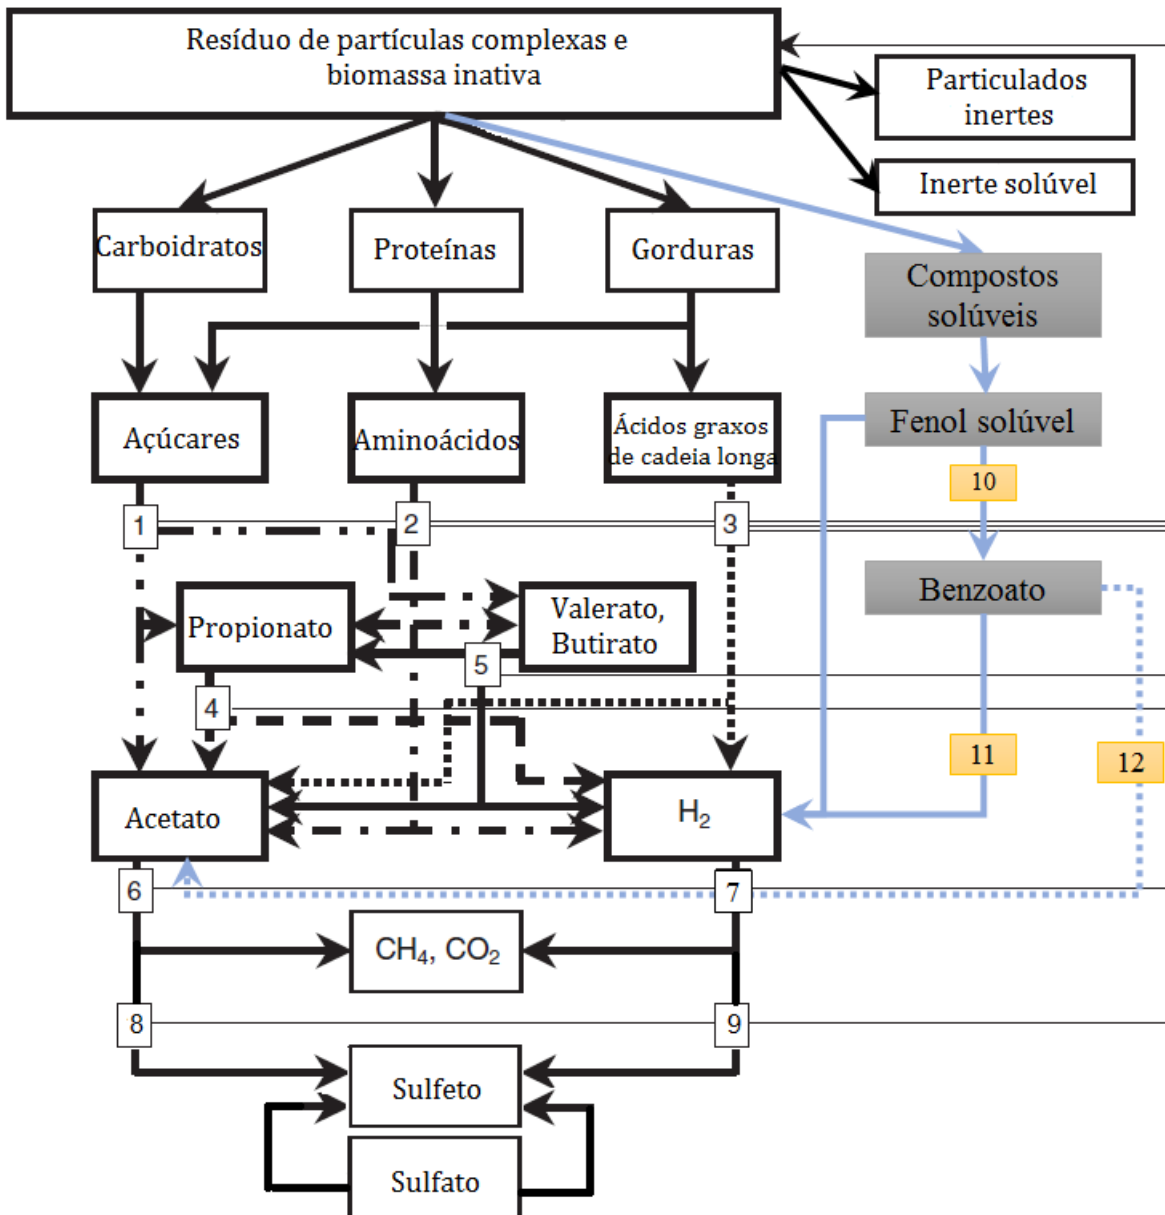 Resíduo de partículas complexas e
biomassa inativa
Particulados
inertes
Inerte solúvel
Carboidratos
Proteínas
Gorduras
Compostos
solúveis
Açúcares
Aminoácidos
Ácidos graxos
de cadeia longa
Fenol solúvel
10
1
2
3
Benzoato
Propionato
Valerato,
Butirato
5
4
11
12
Acetato
H₂
6
7
CH₄, CO₂
8
9
Sulfeto
Sulfato